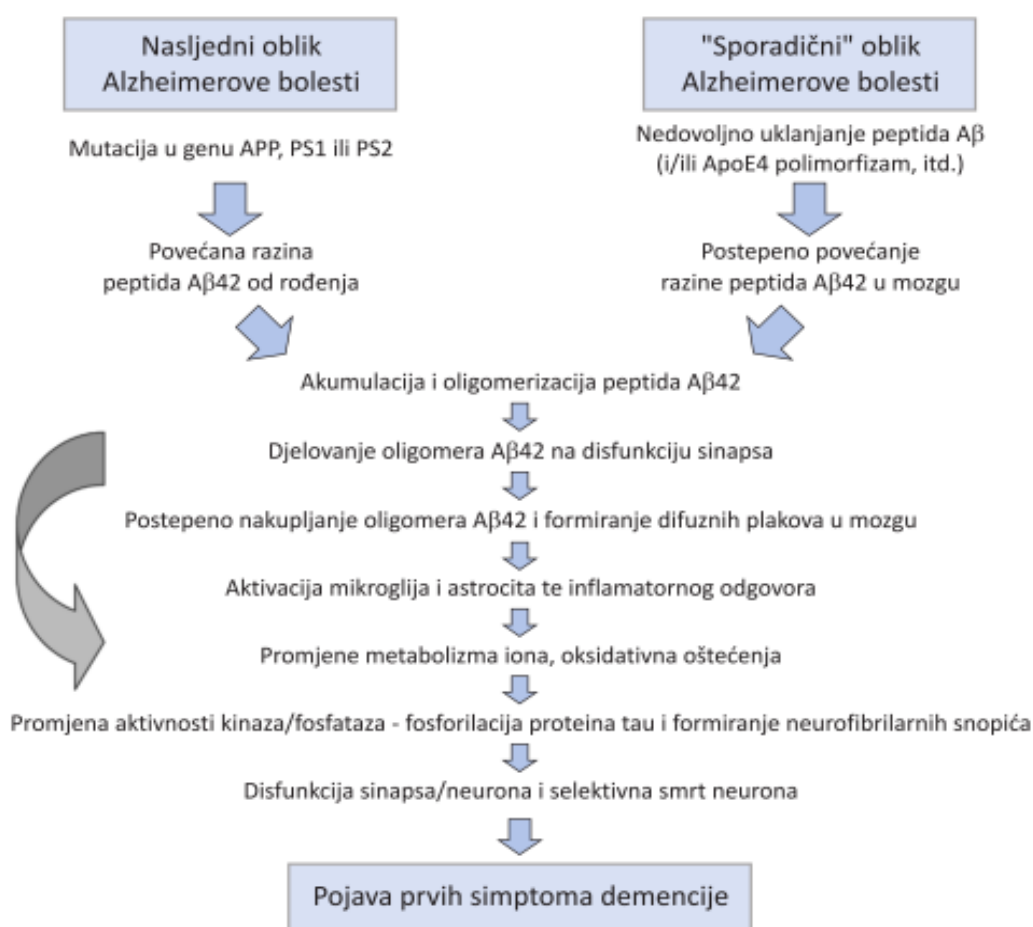 Nasljedni oblik
Alzheimerove bolesti
"Sporadični" oblik
Alzheimerove bolesti
Mutacija u genu APP, PS1 ili PS2
Nedovoljno uklanjanje peptida Aβ
(i/ili ApoE4 polimorfizam, itd.)
Povećana razina
peptida Aβ42 od rođenja
Postepeno povećanje
razine peptida Aβ42 u mozgu
Akumulacija i oligomerizacija peptida Aβ42
Djelovanje oligomera Aβ42 na disfunkciju sinapsa
Postepeno nakupljanje oligomera Aβ42 i formiranje difuznih plakova u mozgu
Aktivacija mikroglija i astrocita te inflamatornog odgovora
Promjene metabolizma iona, oksidativna oštećenja
Promjena aktivnosti kinaza/fosfataza - fosforilacija proteina tau i formiranje neurofibrilarnih snopića
Disfunkcija sinapsa/neurona i selektivna smrt neurona
Pojava prvih simptoma demencije